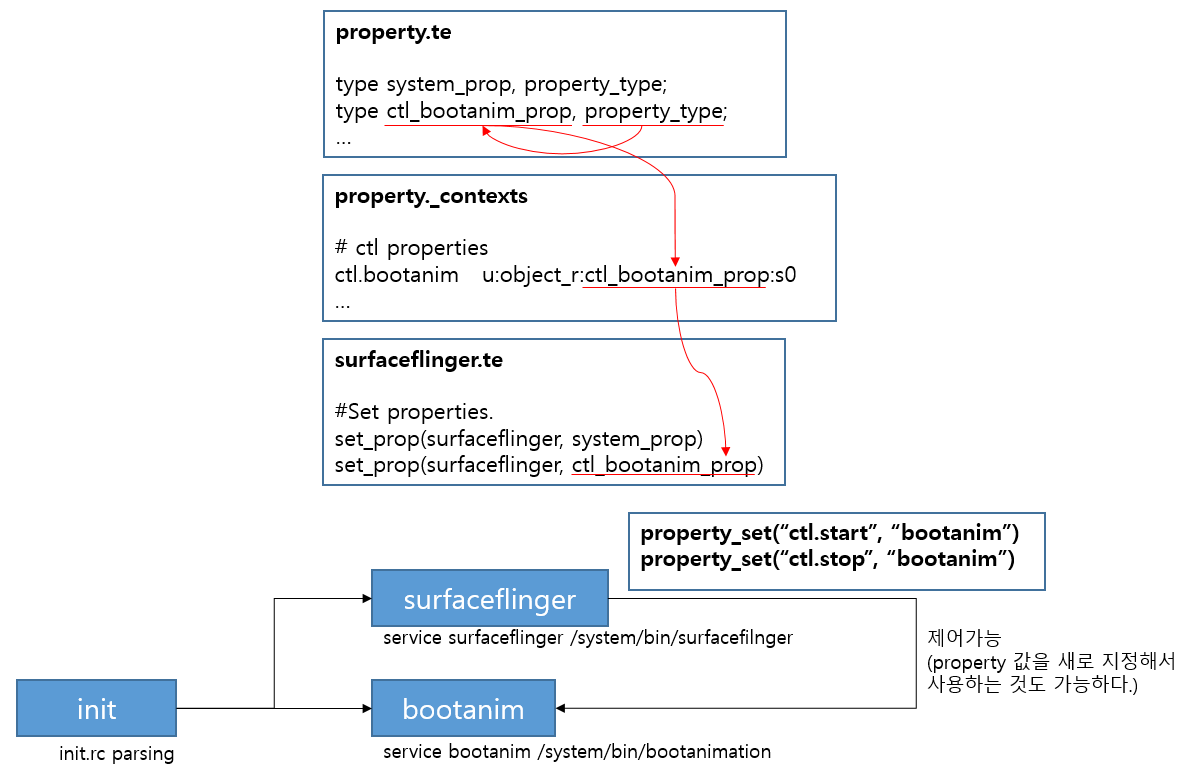 property.te
type system_prop, property_type;
type ctl_bootanim_prop, property_type;
...
property._contexts
# ctl properties
ctl.bootanim u:object_r:ctl_bootanim_prop:s0
...
surfaceflinger.te
#Set properties.
set_prop(surfaceflinger, system_prop)
set_prop(surfaceflinger, ctl_bootanim_prop)
property_set(“ctl.start”, “bootanim”)
property_set(“ctl.stop”, “bootanim”)
surfaceflinger
service surfaceflinger /system/bin/surfacefilnger
제어가능
(property 값을 새로 지정해서
사용하는 것도 가능하다.)
init
init.rc parsing
bootanim
service bootanim /system/bin/bootanimation